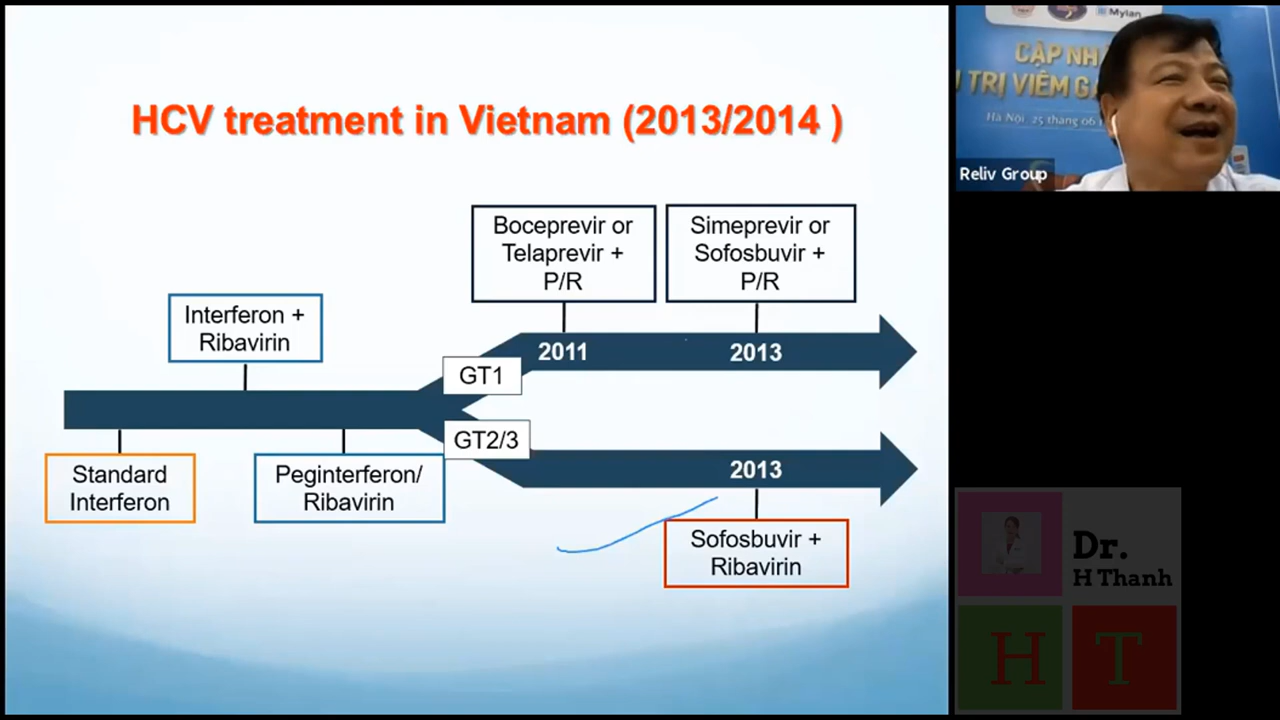 HCV treatment in Vietnam (2013/2014 )
Boceprevir or
Telaprevir +
P/R
Simeprevir or
Sofosbuvir +
P/R
Interferon +
Ribavirin
2011
2013
GT1
GT2/3
2013
Standard
Interferon
Peginterferon/
Ribavirin
Sofosbuvir +
Ribavirin
Mylan
CẬP NH
TRỊ VIÊM G
Hà Nội, 25 tháng 06
Reliv Group
Dr.
H Thanh
H
T